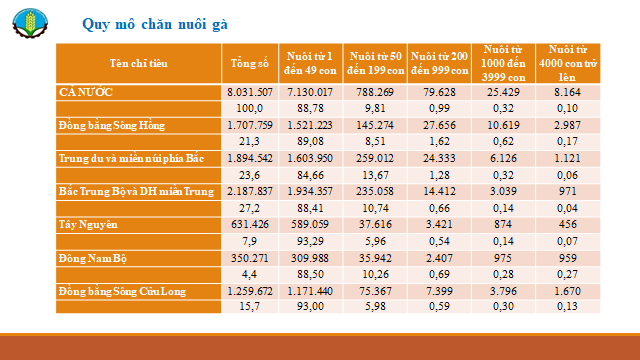 Quy mô chăn nuôi gà
Tên chỉ tiêu Tổng số Nuôi từ 1 đến 49 con Nuôi từ 50 đến 199 con Nuôi từ 200 đến 999 con Nuôi từ 1000 đến 3999 con Nuôi từ 4000 con trở lên
CẢ NƯỚC 8.031.507 7.130.017 788.269 79.628 25.429 8.164
100,0 88,78 9,81 0,99 0,32 0,10
Đồng bằng Sông Hồng 1.707.759 1.521.223 145.274 27.656 10.619 2.987
21,3 89,08 8,51 1,62 0,62 0,17
Trung du và miền núi phía Bắc 1.894.542 1.603.950 259.012 24.333 6.126 1.121
23,6 84,66 13,67 1,28 0,32 0,06
Bắc Trung Bộ và DH miền Trung 2.187.837 1.934.357 235.058 14.412 3.039 971
27,2 88,41 10,74 0,66 0,14 0,04
Tây Nguyên 631.426 589.059 37.616 3.421 874 456
7,9 93,29 5,96 0,54 0,14 0,07
Đông Nam Bộ 350.271 309.988 35.942 2.407 975 959
4,4 88,50 10,26 0,69 0,28 0,27
Đồng bằng Sông Cửu Long 1.259.672 1.171.440 75.367 7.399 3.796 1.670
15,7 93,00 5,98 0,59 0,30 0,13